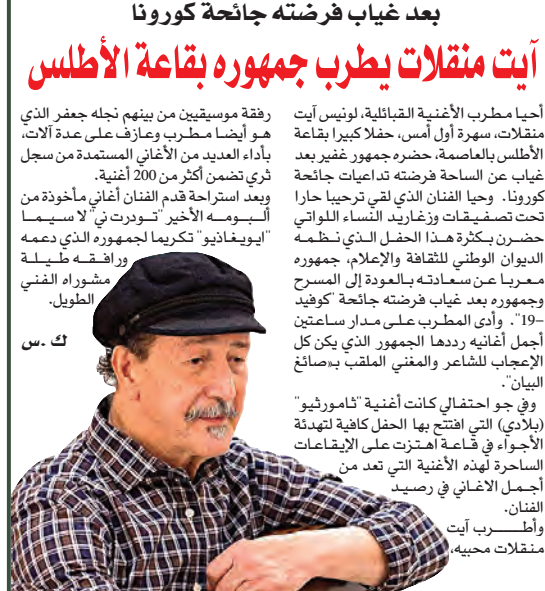 بعد غياب فرضته جائحة كورونا
آيت منقلات يطرب جمهوره بقاعة الأطلس
أحيا مطرب الأغنية القبائلية، لونيس آيت
منقلات، سهرة أول أمس، حفلا كبيرا بقاعة
الأطلس بالعاصمة، حضره جمهور غفير بعد
غياب عن الساحة فرضته تداعيات جائحة
كورونا. وحيا الفنان الذي لقي ترحيبا حارا
تحت تصفيقات وزغاريد النساء اللواتي
حضرن بكثرة هذا الحفل الذي نظمه
الديوان الوطني للثقافة والإعلام، جمهوره
معربا عن سعادته بالعودة إلى المسرح
وجمهوره بعد غياب فرضته جائحة "كوفيد
-19". وأدى المطرب على مدار ساعتين
أجمل أغانيه رددها الجمهور الذي يكن كل
الإعجاب للشاعر والمغني الملقب بـ«صائغ
البيان".
وفي جو احتفالي كانت أغنية "ثامورثيو"
(بلادي) التي افتتح بها الحفل كافية لتهدئة
الأجواء في قاعة اهتزت على الإيقاعات
الساحرة لهذه الأغنية التي تعد من
أجمل الاغاني في رصيد
الفنان.
وأطرب آيت
منقلات محبيه،
رفقة موسيقيين من بينهم نجله جعفر الذي
هو أيضا مطرب وعازف على عدة آلات،
بأداء العديد من الأغاني المستمدة من سجل
ثري تضمن أكثر من 200 أغنية.
وبعد استراحة قدم الفنان أغاني مأخوذة من
ألبومه الأخير "تودرت ني" لا سيما
"ايويغاذيو" تكريما لجمهوره الذي دعمه
ورافقه طيلة
مشوراه الفني
الطويل.
ك .س